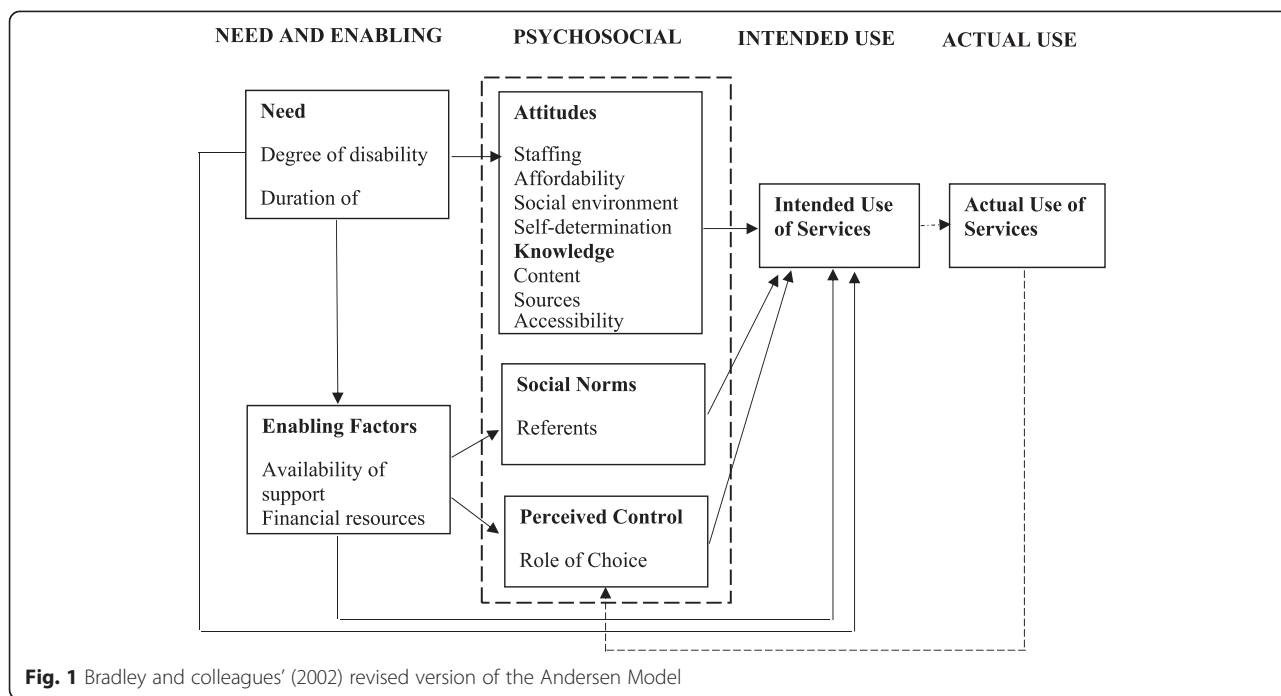 NEED AND ENABLING
PSYCHOSOCIAL
INTENDED USE
ACTUAL USE
Need
Degree of disability
Duration of
Enabling Factors
Availability of
support
Financial resources
Attitudes
Staffing
Affordability
Social environment
Self-determination
Knowledge
Content
Sources
Accessibility
Social Norms
Referents
Perceived Control
Role of Choice
Intended Use
of Services
Actual Use of
Services
Fig. 1 Bradley and colleagues’ (2002) revised version of the Andersen Model